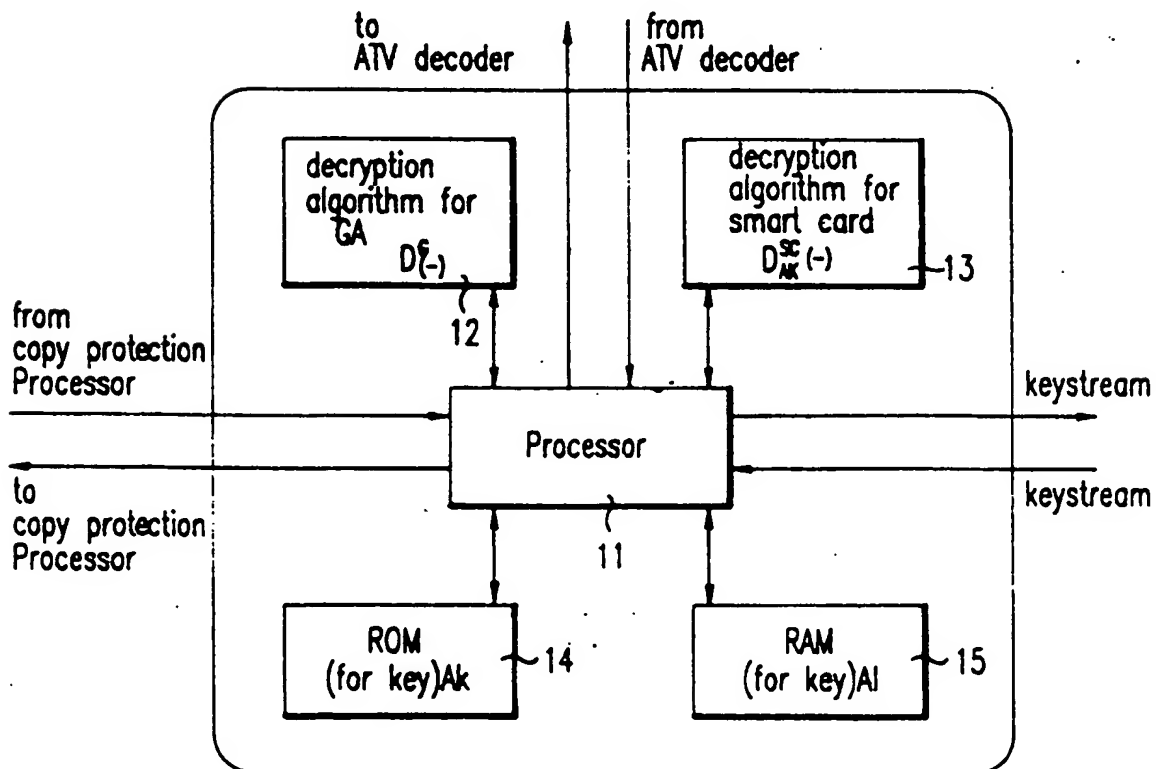 to
ATV decoder
from
ATV decoder
decryption
algorithm for
GA
D^G_(-)
12
decryption
algorithm for
smart card
D^SC_AK(-)
13
from
copy protection
Processor
keystream
Processor
11
to
copy protection
Processor
keystream
ROM
(for key)Ak
14
RAM
(for key)Al
15